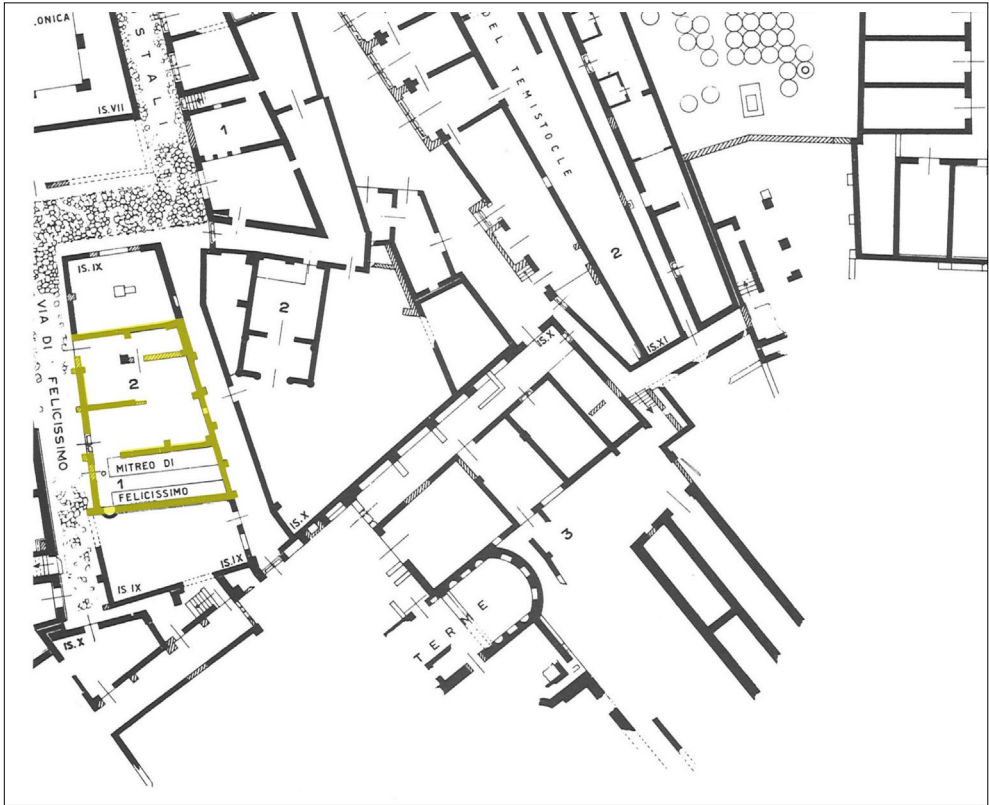 .ONICA
STALI
IS.VII
1
DEL TEMISTOCLE
2
IS.IX
2
VIA DI FELICISSIMO
2
IS.X
IS.XI
MITREO DI
1
FELICISSIMO
IS.X
3
IS.IX
IS.IX
IS.X
TERME